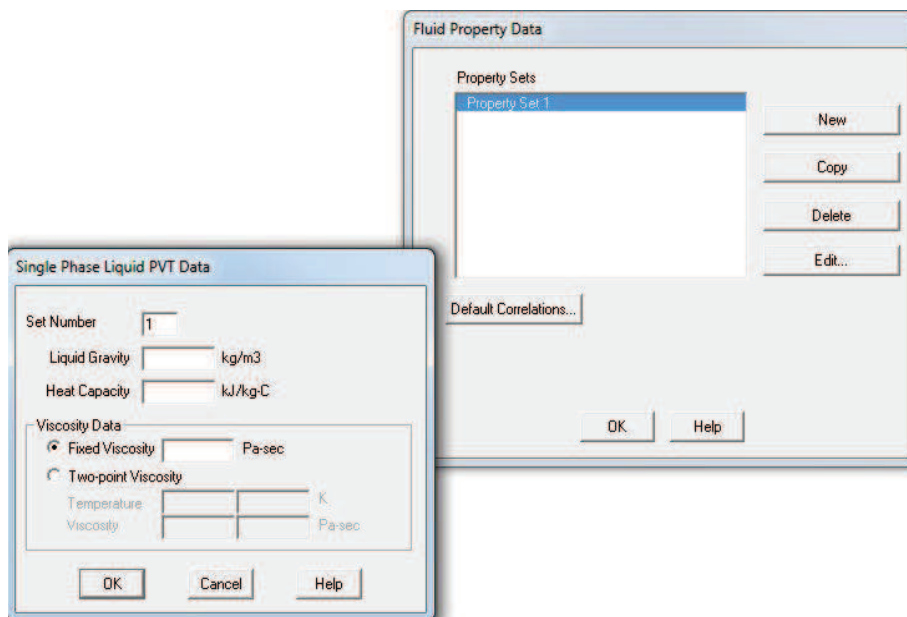 Fluid Property Data
Property Sets
Property Set 1
New
Copy
Delete
Edit...
Default Correlations...
OK Help
Single Phase Liquid PVT Data
Set Number 1
Liquid Gravity kg/m3
Heat Capacity kJ/kg-C
Viscosity Data
Fixed Viscosity Pa-sec
Two-point Viscosity
Temperature K
Viscosity Pa-sec
OK Cancel Help